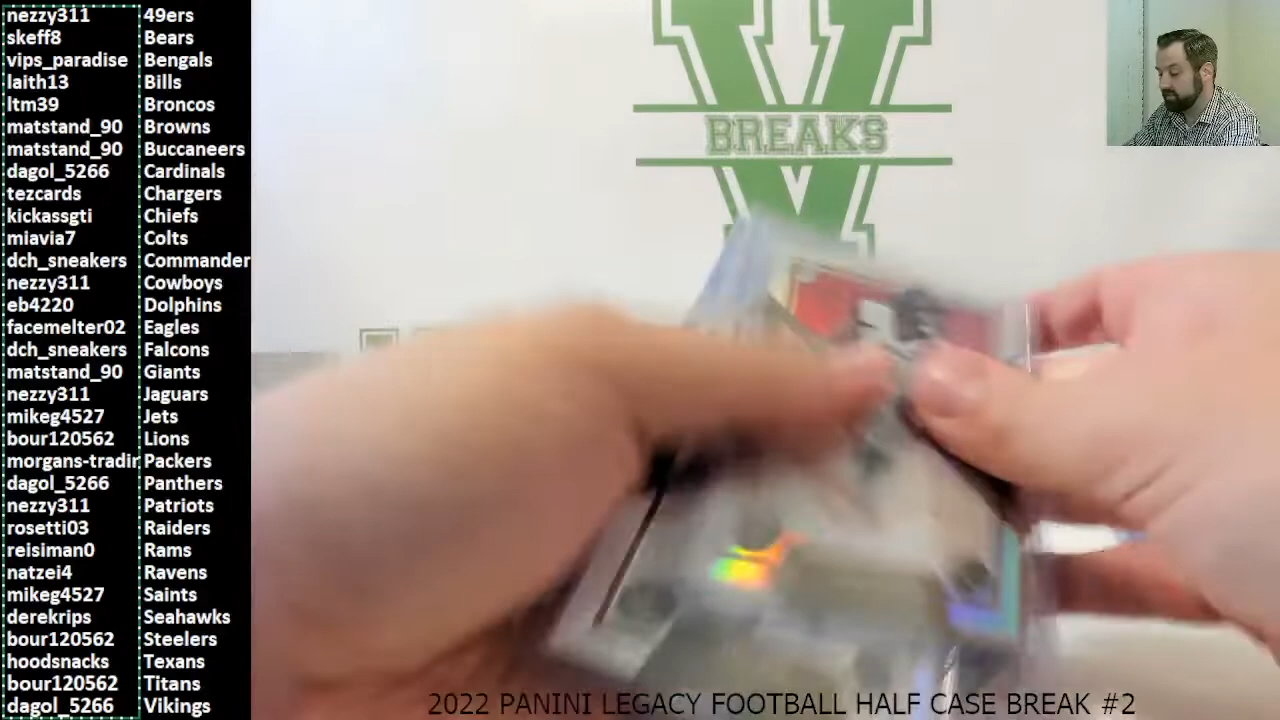 nezzy311 49ers
skeff8 Bears
vips_paradise Bengals
laith13 Bills
ltm39 Broncos
matstand_90 Browns
matstand_90 Buccaneers
dagol_5266 Cardinals
tezcards Chargers
kickassgti Chiefs
miavia7 Colts
dch_sneakers Commander
nezzy311 Cowboys
eb4220 Dolphins
facemelter02 Eagles
dch_sneakers Falcons
matstand_90 Giants
nezzy311 Jaguars
mikeg4527 Jets
bour120562 Lions
morgans-tradin Packers
dagol_5266 Panthers
nezzy311 Patriots
rosetti03 Raiders
reisiman0 Rams
natzei4 Ravens
mikeg4527 Saints
derekrips Seahawks
bour120562 Steelers
hoodsnacks Texans
bour120562 Titans
dagol_5266 Vikings
V
BREAKS
2022 PANINI LEGACY FOOTBALL HALF CASE BREAK #2